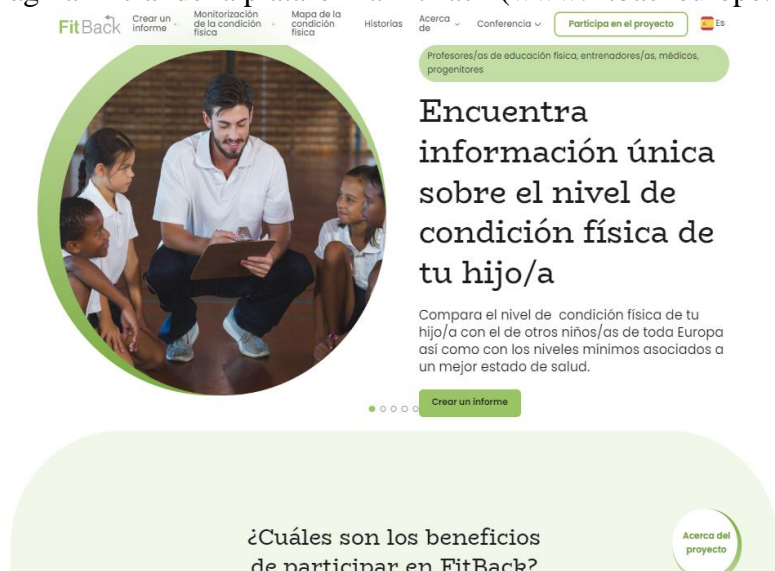 FitBack
Crear un
informe
Monitorización
de la condición
física
Mapa de la
condición
física
Historias
Acerca
de
Conferencia
Participa en el proyecto
Es
Profesores/as de educación física, entrenadores/as, médicos,
progenitores
Encuentra
información única
sobre el nivel de
condición física de
tu hijo/a
Compara el nivel de condición física de tu
hijo/a con el de otros niños/as de toda Europa
así como con los niveles mínimos asociados a
un mejor estado de salud.
Crear un informe
¿Cuáles son los beneficios
de participar en FitBack?
Acerca del
proyecto